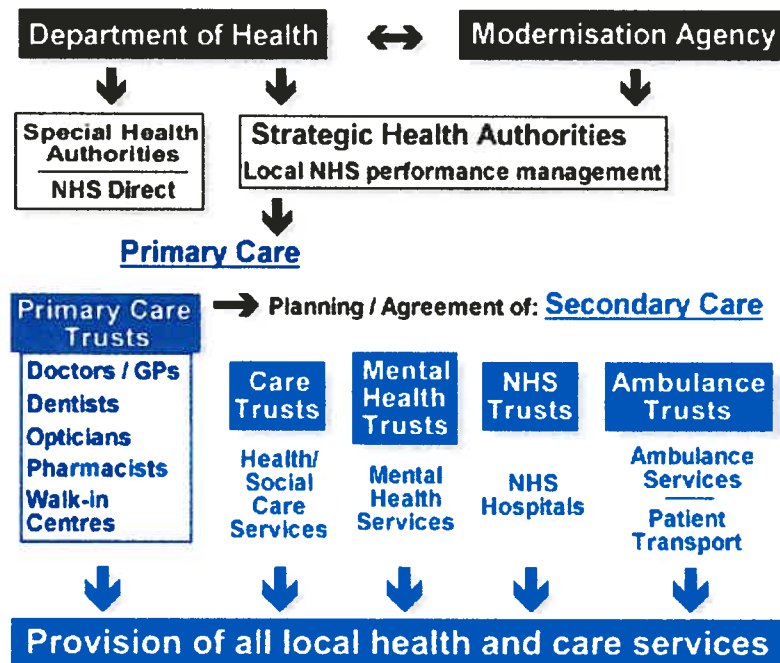 Department of Health
Modernisation Agency
Special Health
Authorities
NHS Direct
Strategic Health Authorities
Local NHS performance management
Primary Care
Primary Care
Trusts
Doctors / GPs
Dentists
Opticians
Pharmacists
Walk-in
Centres
Planning / Agreement of: Secondary Care
Care
Trusts
Health/
Social
Care
Services
Mental
Health
Trusts
Mental
Health
Services
NHS
Trusts
NHS
Hospitals
Ambulance
Trusts
Ambulance
Services
Patient
Transport
Provision of all local health and care services